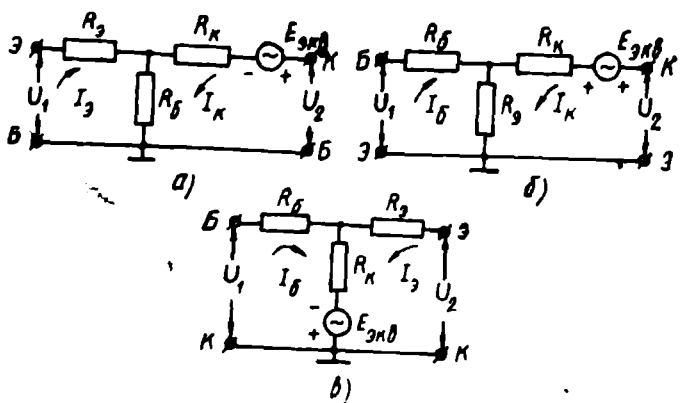 Э Rэ Rк Eэкв К
U1 Iэ Rб Iк U2
- +
Б Б
а)
Б Rб Rк Eэкв К
U1 Iб Rэ Iк U2
+ +
Э Э
б)
Б Rб Rэ Э
U1 Iб Rк Iэ U2
-
+ Eэкв
К К
в)